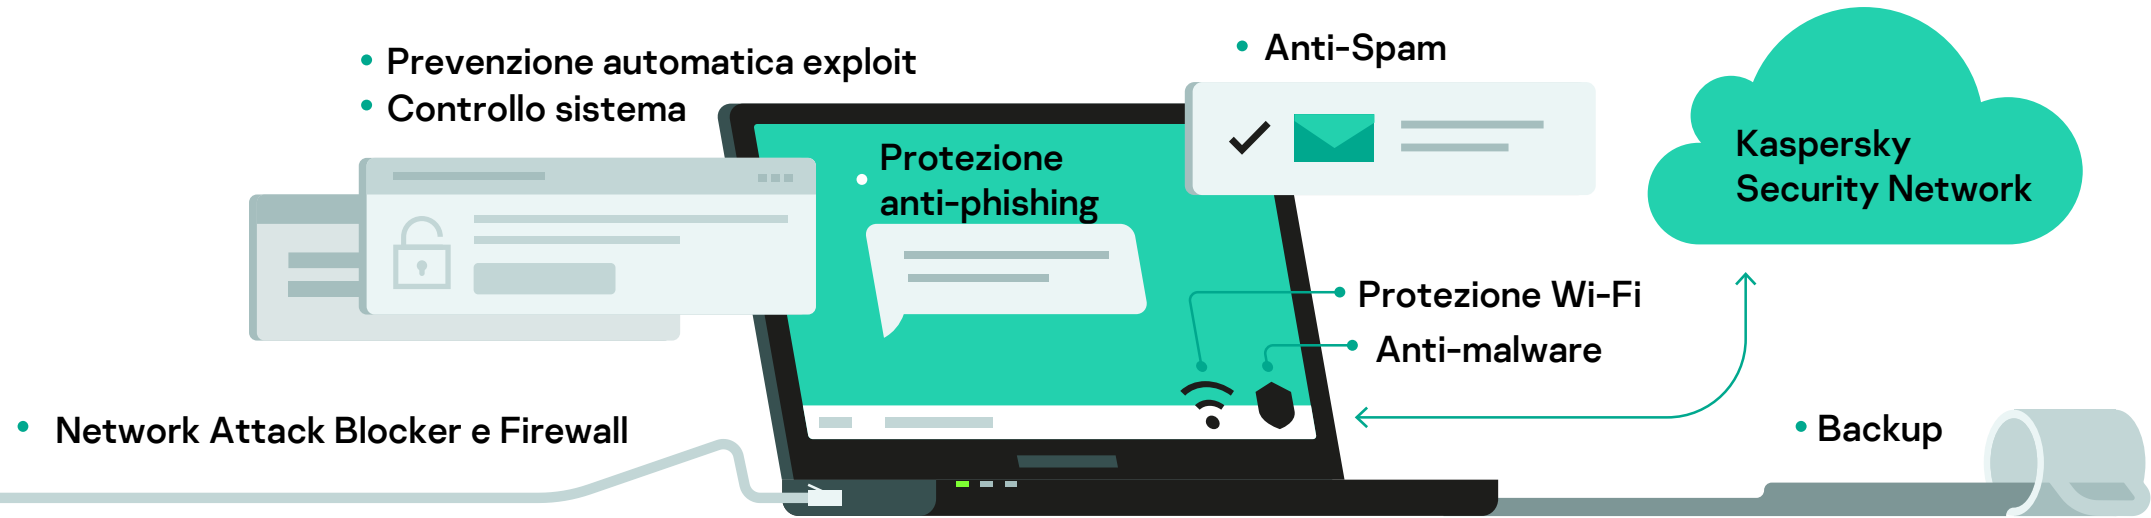 Prevenzione automatica exploit
Controllo sistema
Protezione
anti-phishing
Anti-Spam
Kaspersky
Security Network
Protezione Wi-Fi
Anti-malware
Network Attack Blocker e Firewall
Backup